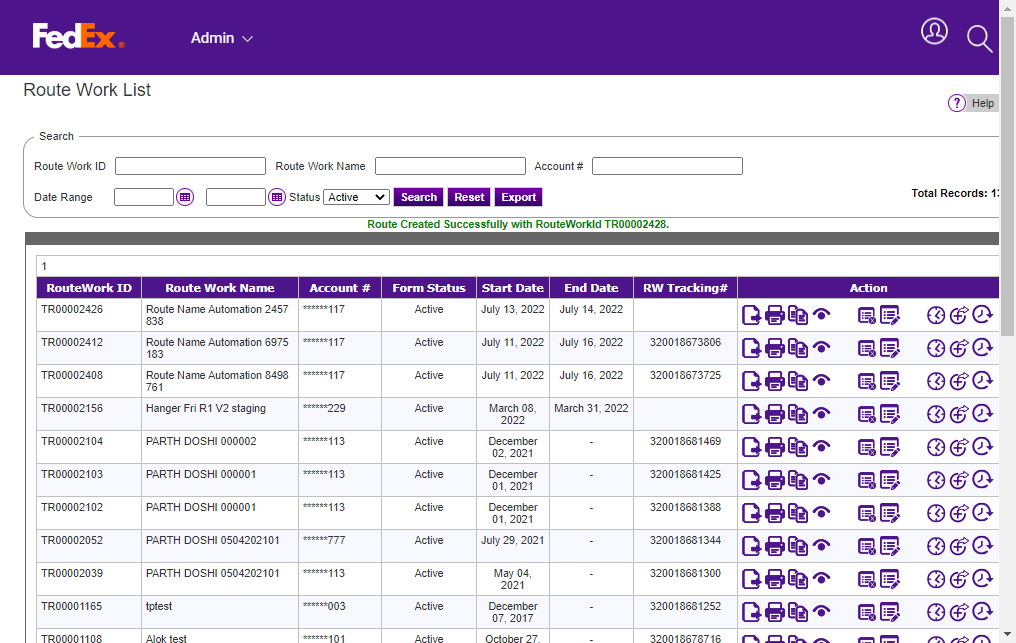 FedEx®
Admin
Route Work List
? Help
Search
Route Work ID Route Work Name Account #
Date Range Status Active Search Reset Export Total Records: 13
Route Created Successfully with RouteWorkId TR00002428.
1
RouteWork ID Route Work Name Account # Form Status Start Date End Date RW Tracking# Action
TR00002426 Route Name Automation 2457 ******117 Active July 13, 2022 July 14, 2022
838
TR00002412 Route Name Automation 6975 ******117 Active July 11, 2022 July 16, 2022 320018673806
183
TR00002408 Route Name Automation 8498 ******117 Active July 11, 2022 July 16, 2022 320018673725
761
TR00002156 Hanger Fri R1 V2 staging ******229 Active March 08, March 31, 2022
2022
TR00002104 PARTH DOSHI 000002 ******113 Active December - 320018681469
02, 2021
TR00002103 PARTH DOSHI 000001 ******113 Active December - 320018681425
01, 2021
TR00002102 PARTH DOSHI 000001 ******113 Active December - 320018681388
01, 2021
TR00002052 PARTH DOSHI 0504202101 ******777 Active July 29, 2021 - 320018681344
TR00002039 PARTH DOSHI 0504202101 ******113 Active May 04, - 320018681300
2021
TR00001165 tptest ******003 Active December - 320018681252
07, 2017
TR00001108 Alok test ******101 Active October 27, - 320018678716